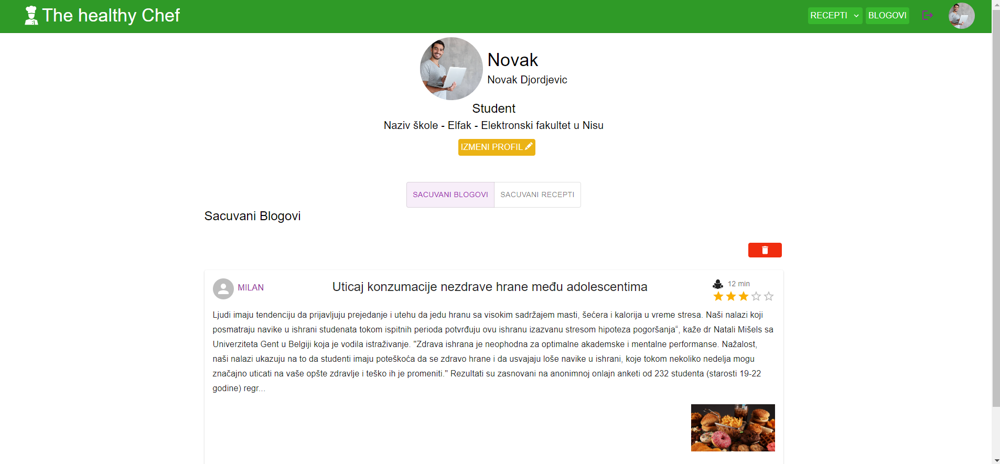 The healthy Chef
RECEPTI
BLOGOVI
Novak
Novak Djordjevic
Student
Naziv škole - Elfak - Elektronski fakultet u Nisu
IZMENI PROFIL
SACUVANI BLOGOVI
SACUVANI RECEPTI
Sacuvani Blogovi
MILAN
Uticaj konzumacije nezdrave hrane među adolescentima
12 min
Ljudi imaju tendenciju da prijavljuju prejedanje i utehu da jedu hranu sa visokim sadržajem masti, šećera i kalorija u vreme stresa. Naši nalazi koji
posmatraju navike u ishrani studenata tokom ispitnih perioda potvrđuju ovu ishranu izazvanu stresom hipoteza pogoršanja“, kaže dr Natali Mišels sa
Univerziteta Gent u Belgiji koja je vodila istraživanje. "Zdrava ishrana je neophodna za optimalne akademske i mentalne performanse. Nažalost,
naši nalazi ukazuju na to da studenti imaju poteškoća da se zdravo hrane i da usvajaju loše navike u ishrani, koje tokom nekoliko nedelja mogu
značajno uticati na vaše opšte zdravlje i teško ih je promeniti." Rezultati su zasnovani na anonimnoj onlajn anketi od 232 studenta (starosti 19-22
godine) regr...